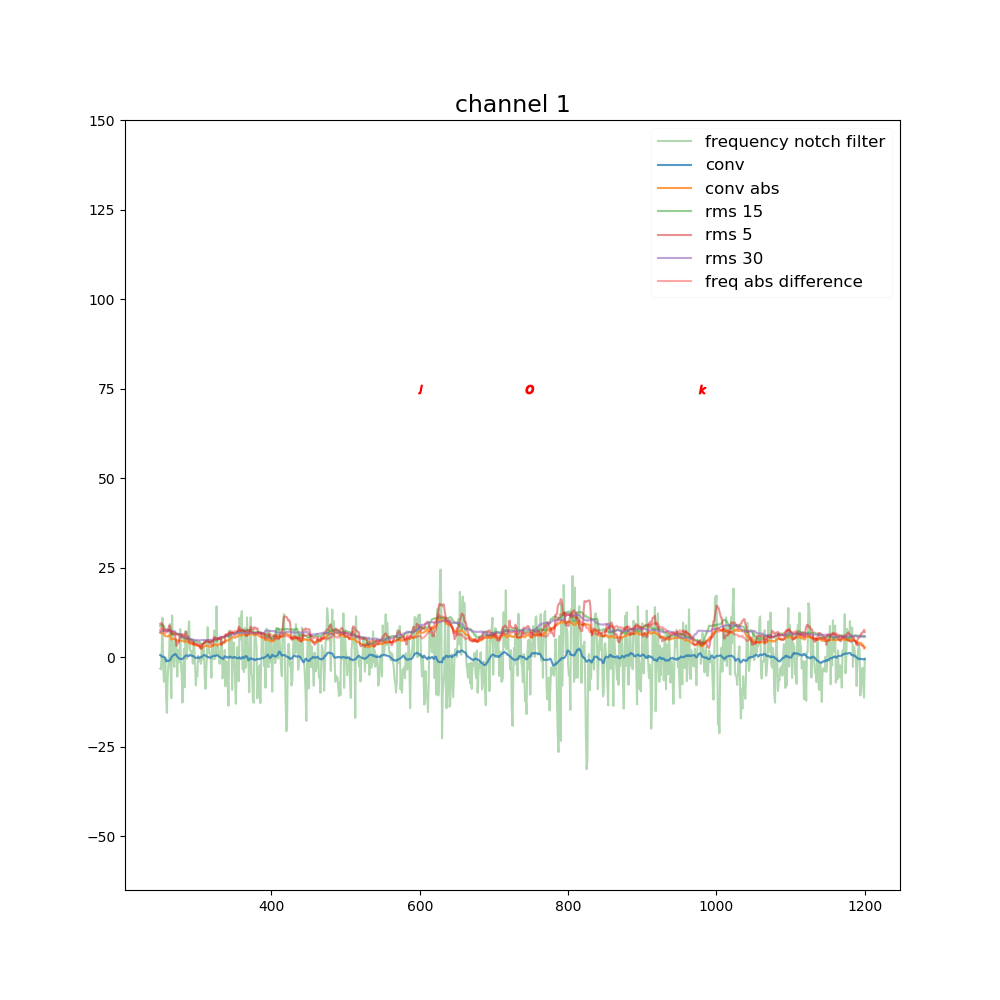 channel 1
150
125
100
75
50
25
0
−25
−50
400
600
800
1000
1200
frequency notch filter
conv
conv abs
rms 15
rms 5
rms 30
freq abs difference
J
O
k